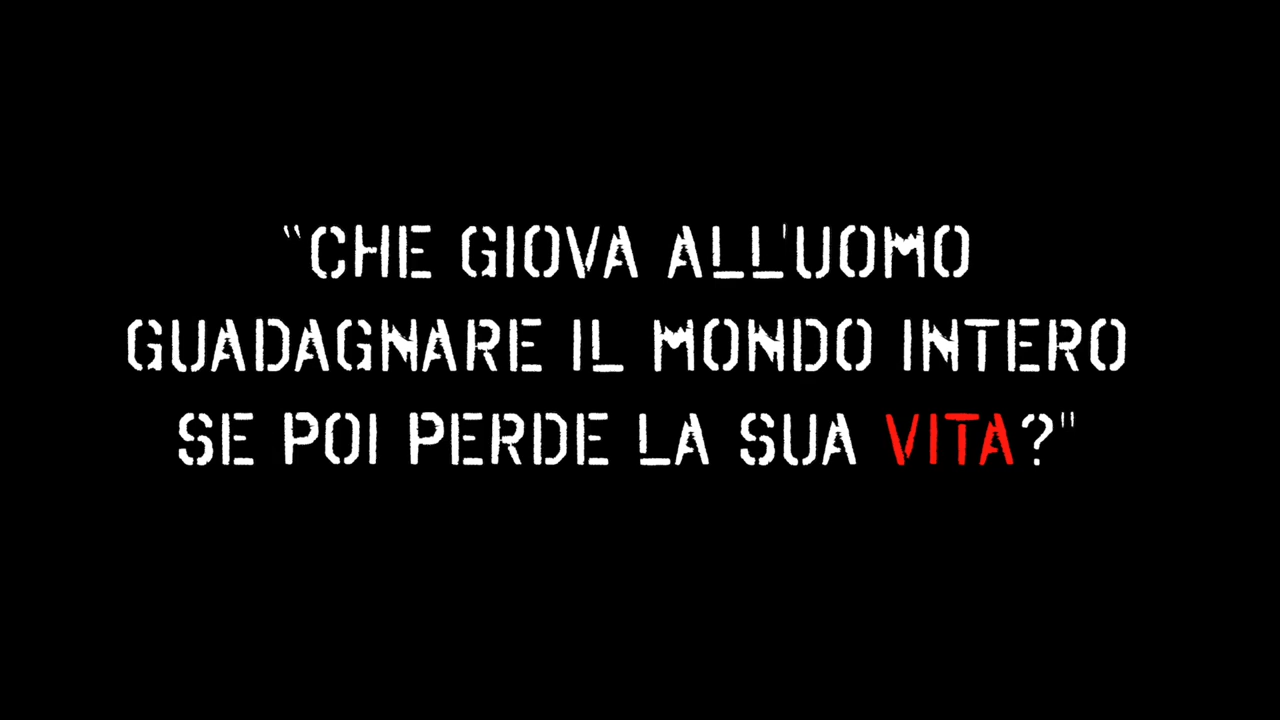 "CHE GIOVA ALL'UOMO
GUADAGNARE IL MONDO INTERO
SE POI PERDE LA SUA VITA?"